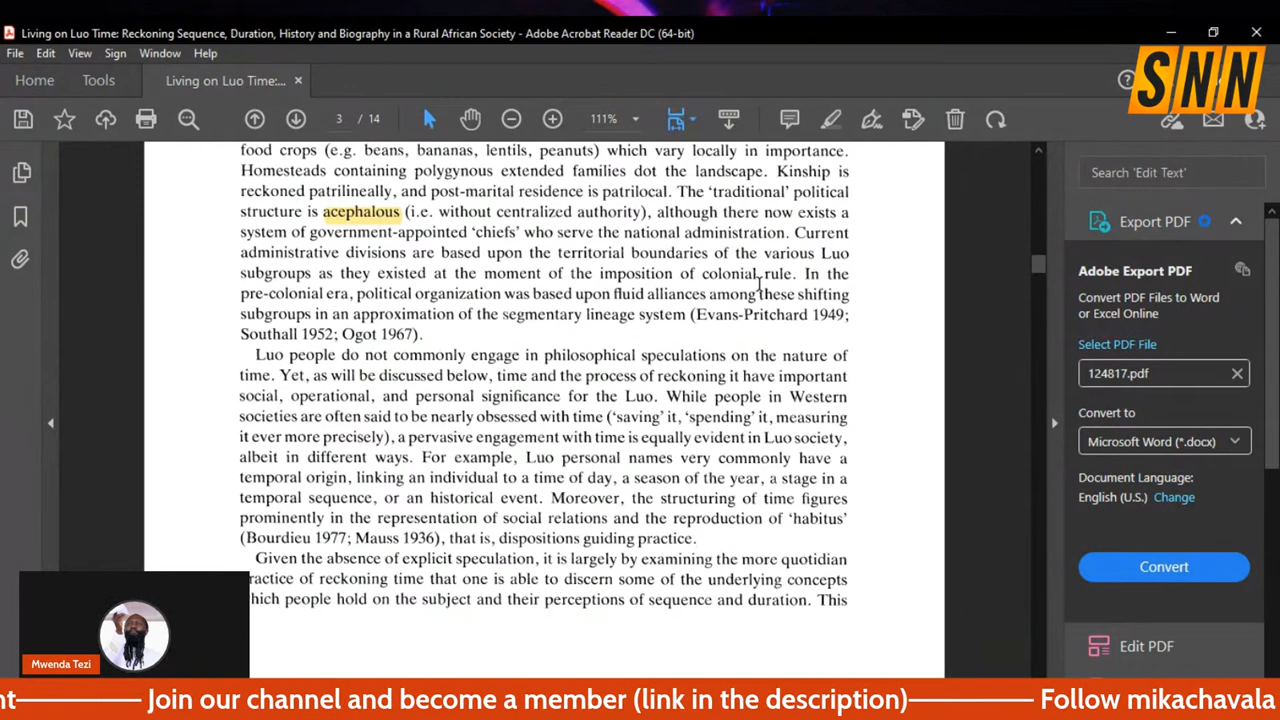 Living on Luo Time: Reckoning Sequence, Duration, History and Biography in a Rural African Society - Adobe Acrobat Reader DC (64-bit)
File Edit View Window Sign Help
Home Tools Living on Luo Time:...
SNN
3 / 14 111%
food crops (e.g. beans, bananas, lentils, peanuts) which vary locally in importance.
Homesteads containing polygynous extended families dot the landscape. Kinship is
reckoned patrilineally, and post-marital residence is patrilocal. The ‘traditional’ political
structure is acephalous (i.e. without centralized authority), although there now exists a
system of government-appointed ‘chiefs’ who serve the national administration. Current
administrative divisions are based upon the territorial boundaries of the various Luo
subgroups as they existed at the moment of the imposition of colonial rule. In the
pre-colonial era, political organization was based upon fluid alliances among these shifting
subgroups in an approximation of the segmentary lineage system (Evans-Pritchard 1949;
Southall 1952; Ogot 1967).
Luo people do not commonly engage in philosophical speculations on the nature of
time. Yet, as will be discussed below, time and the process of reckoning it have important
social, operational, and personal significance for the Luo. While people in Western
societies are often said to be nearly obsessed with time (‘saving’ it, ‘spending’ it, measuring
it ever more precisely), a pervasive engagement with time is equally evident in Luo society,
albeit in different ways. For example, Luo personal names very commonly have a
temporal origin, linking an individual to a time of day, a season of the year, a stage in a
temporal sequence, or an historical event. Moreover, the structuring of time figures
prominently in the representation of social relations and the reproduction of ‘habitus’
(Bourdieu 1977; Mauss 1936), that is, dispositions guiding practice.
Given the absence of explicit speculation, it is largely by examining the more quotidian
ractice of reckoning time that one is able to discern some of the underlying concepts
hich people hold on the subject and their perceptions of sequence and duration. This
Search 'Edit Text'
Export PDF
Adobe Export PDF
Convert PDF Files to Word
or Excel Online
Select PDF File
124817.pdf
Convert to
Microsoft Word (*.docx)
Document Language:
English (U.S.) Change
Convert
Edit PDF
Mwenda Tezi
nt Join our channel and become a member (link in the description) Follow mikachavala